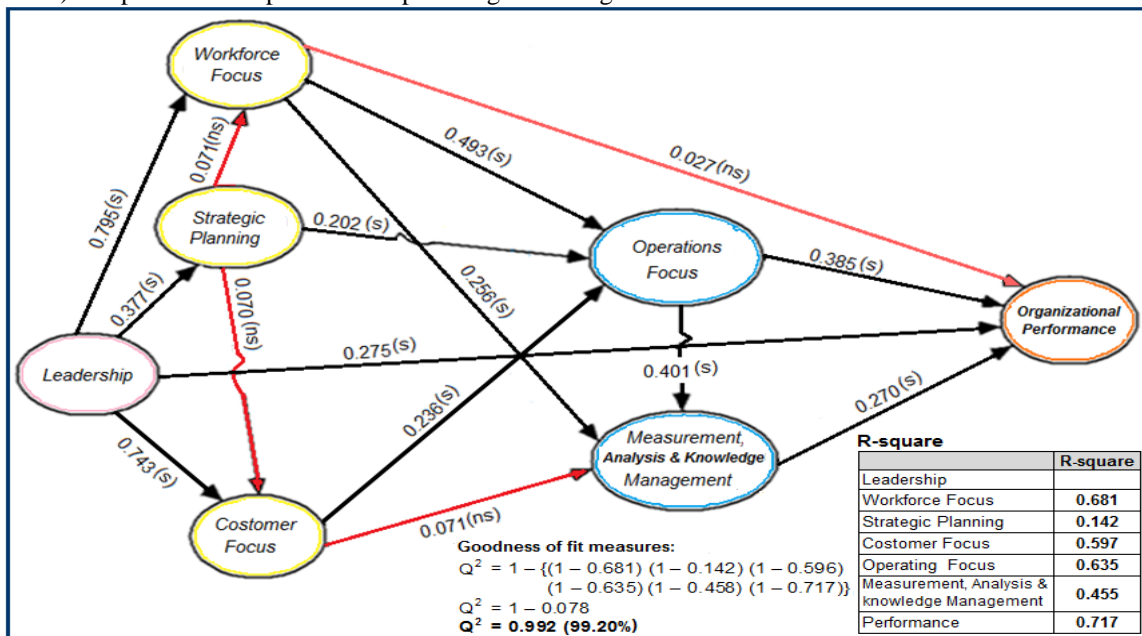 Workforce
Focus
0.071(ns)
0.493(s)
0.027(ns)
0.795(s)
Strategic
Planning
0.202 (s)
Operations
Focus
0.385(s)
0.377(s)
0.070(ns)
0.256(s)
Organizational
Performance
Leadership
0.275(s)
0.401(s)
0.743(s)
0.236(s)
0.270(s)
Measurement,
Analysis & Knowledge
Management
Costomer
Focus
0.071(ns)
Goodness of fit measures:
Q² = 1 – {(1 – 0.681) (1 – 0.142) (1 – 0.596)
(1 – 0.635) (1 – 0.458) (1 – 0.717)}
Q² = 1 – 0.078
Q² = 0.992 (99.20%)
R-square
R-square
Leadership
Workforce Focus 0.681
Strategic Planning 0.142
Costomer Focus 0.597
Operating Focus 0.635
Measurement, Analysis &
knowledge Management 0.455
Performance 0.717